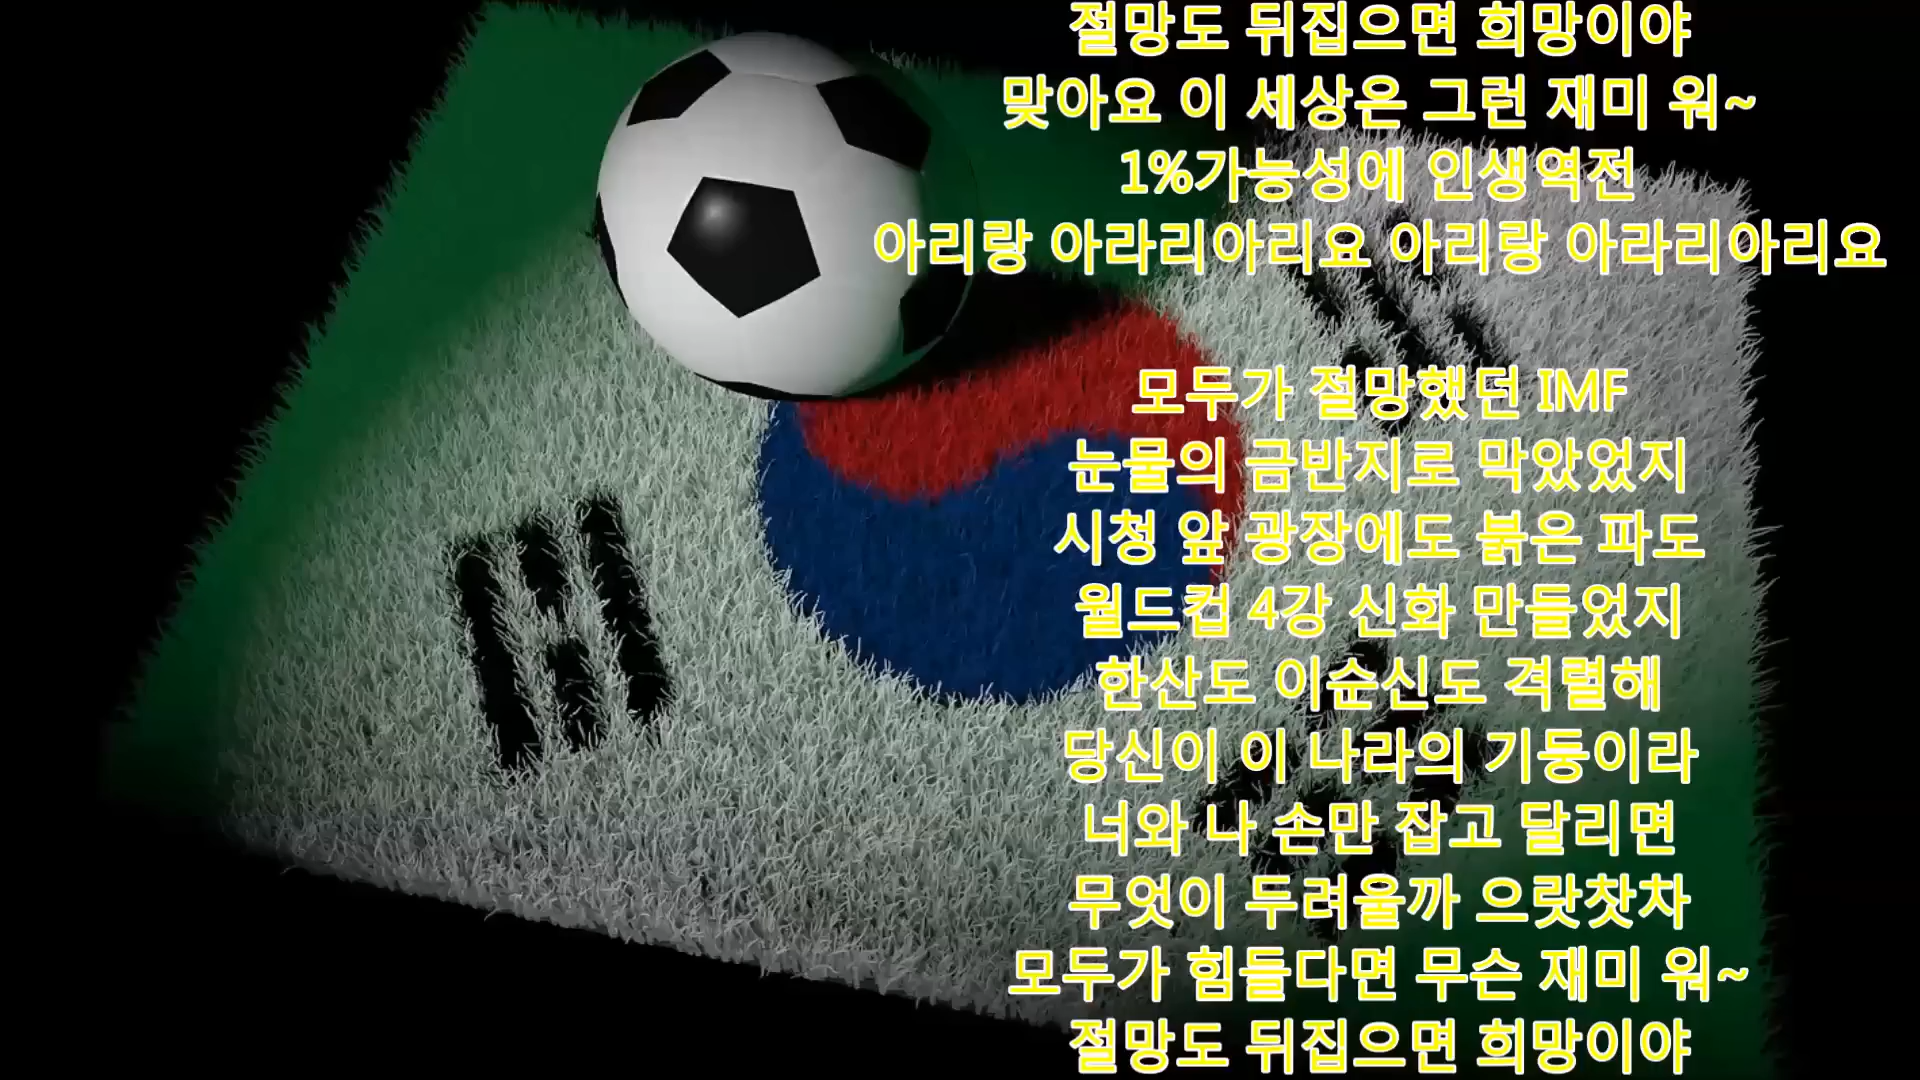 절망도 뒤집으면 희망이야
맞아요 이 세상은 그런 재미 워~
1%가능성에 인생역전
아리랑 아라리아리요 아리랑 아라리아리요
모두가 절망했던 IMF
눈물의 금반지로 막았었지
시청 앞 광장에도 붉은 파도
월드컵 4강 신화 만들었지
한산도 이순신도 격렬해
당신이 이 나라의 기둥이라
너와 나 손만 잡고 달리면
무엇이 두려울까 으랏찻차
모두가 힘들다면 무슨 재미 워~
절망도 뒤집으면 희망이야